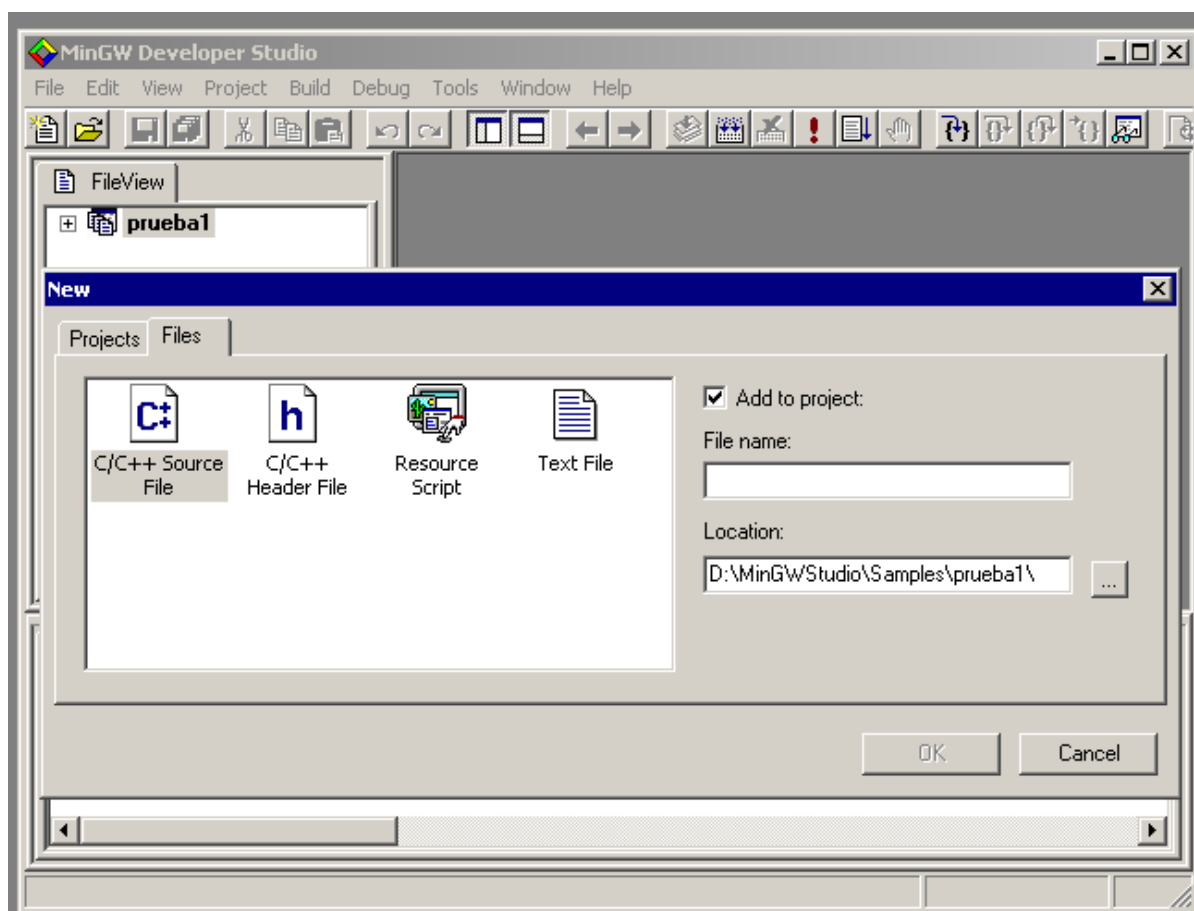 MinGW Developer Studio
File Edit View Project Build Debug Tools Window Help
FileView
prueba1
New
Projects Files
C/C++ Source
File
C/C++
Header File
Resource
Script
Text File
Add to project:
File name:
Location:
D:\MinGWStudio\Samples\prueba1\
...
OK Cancel